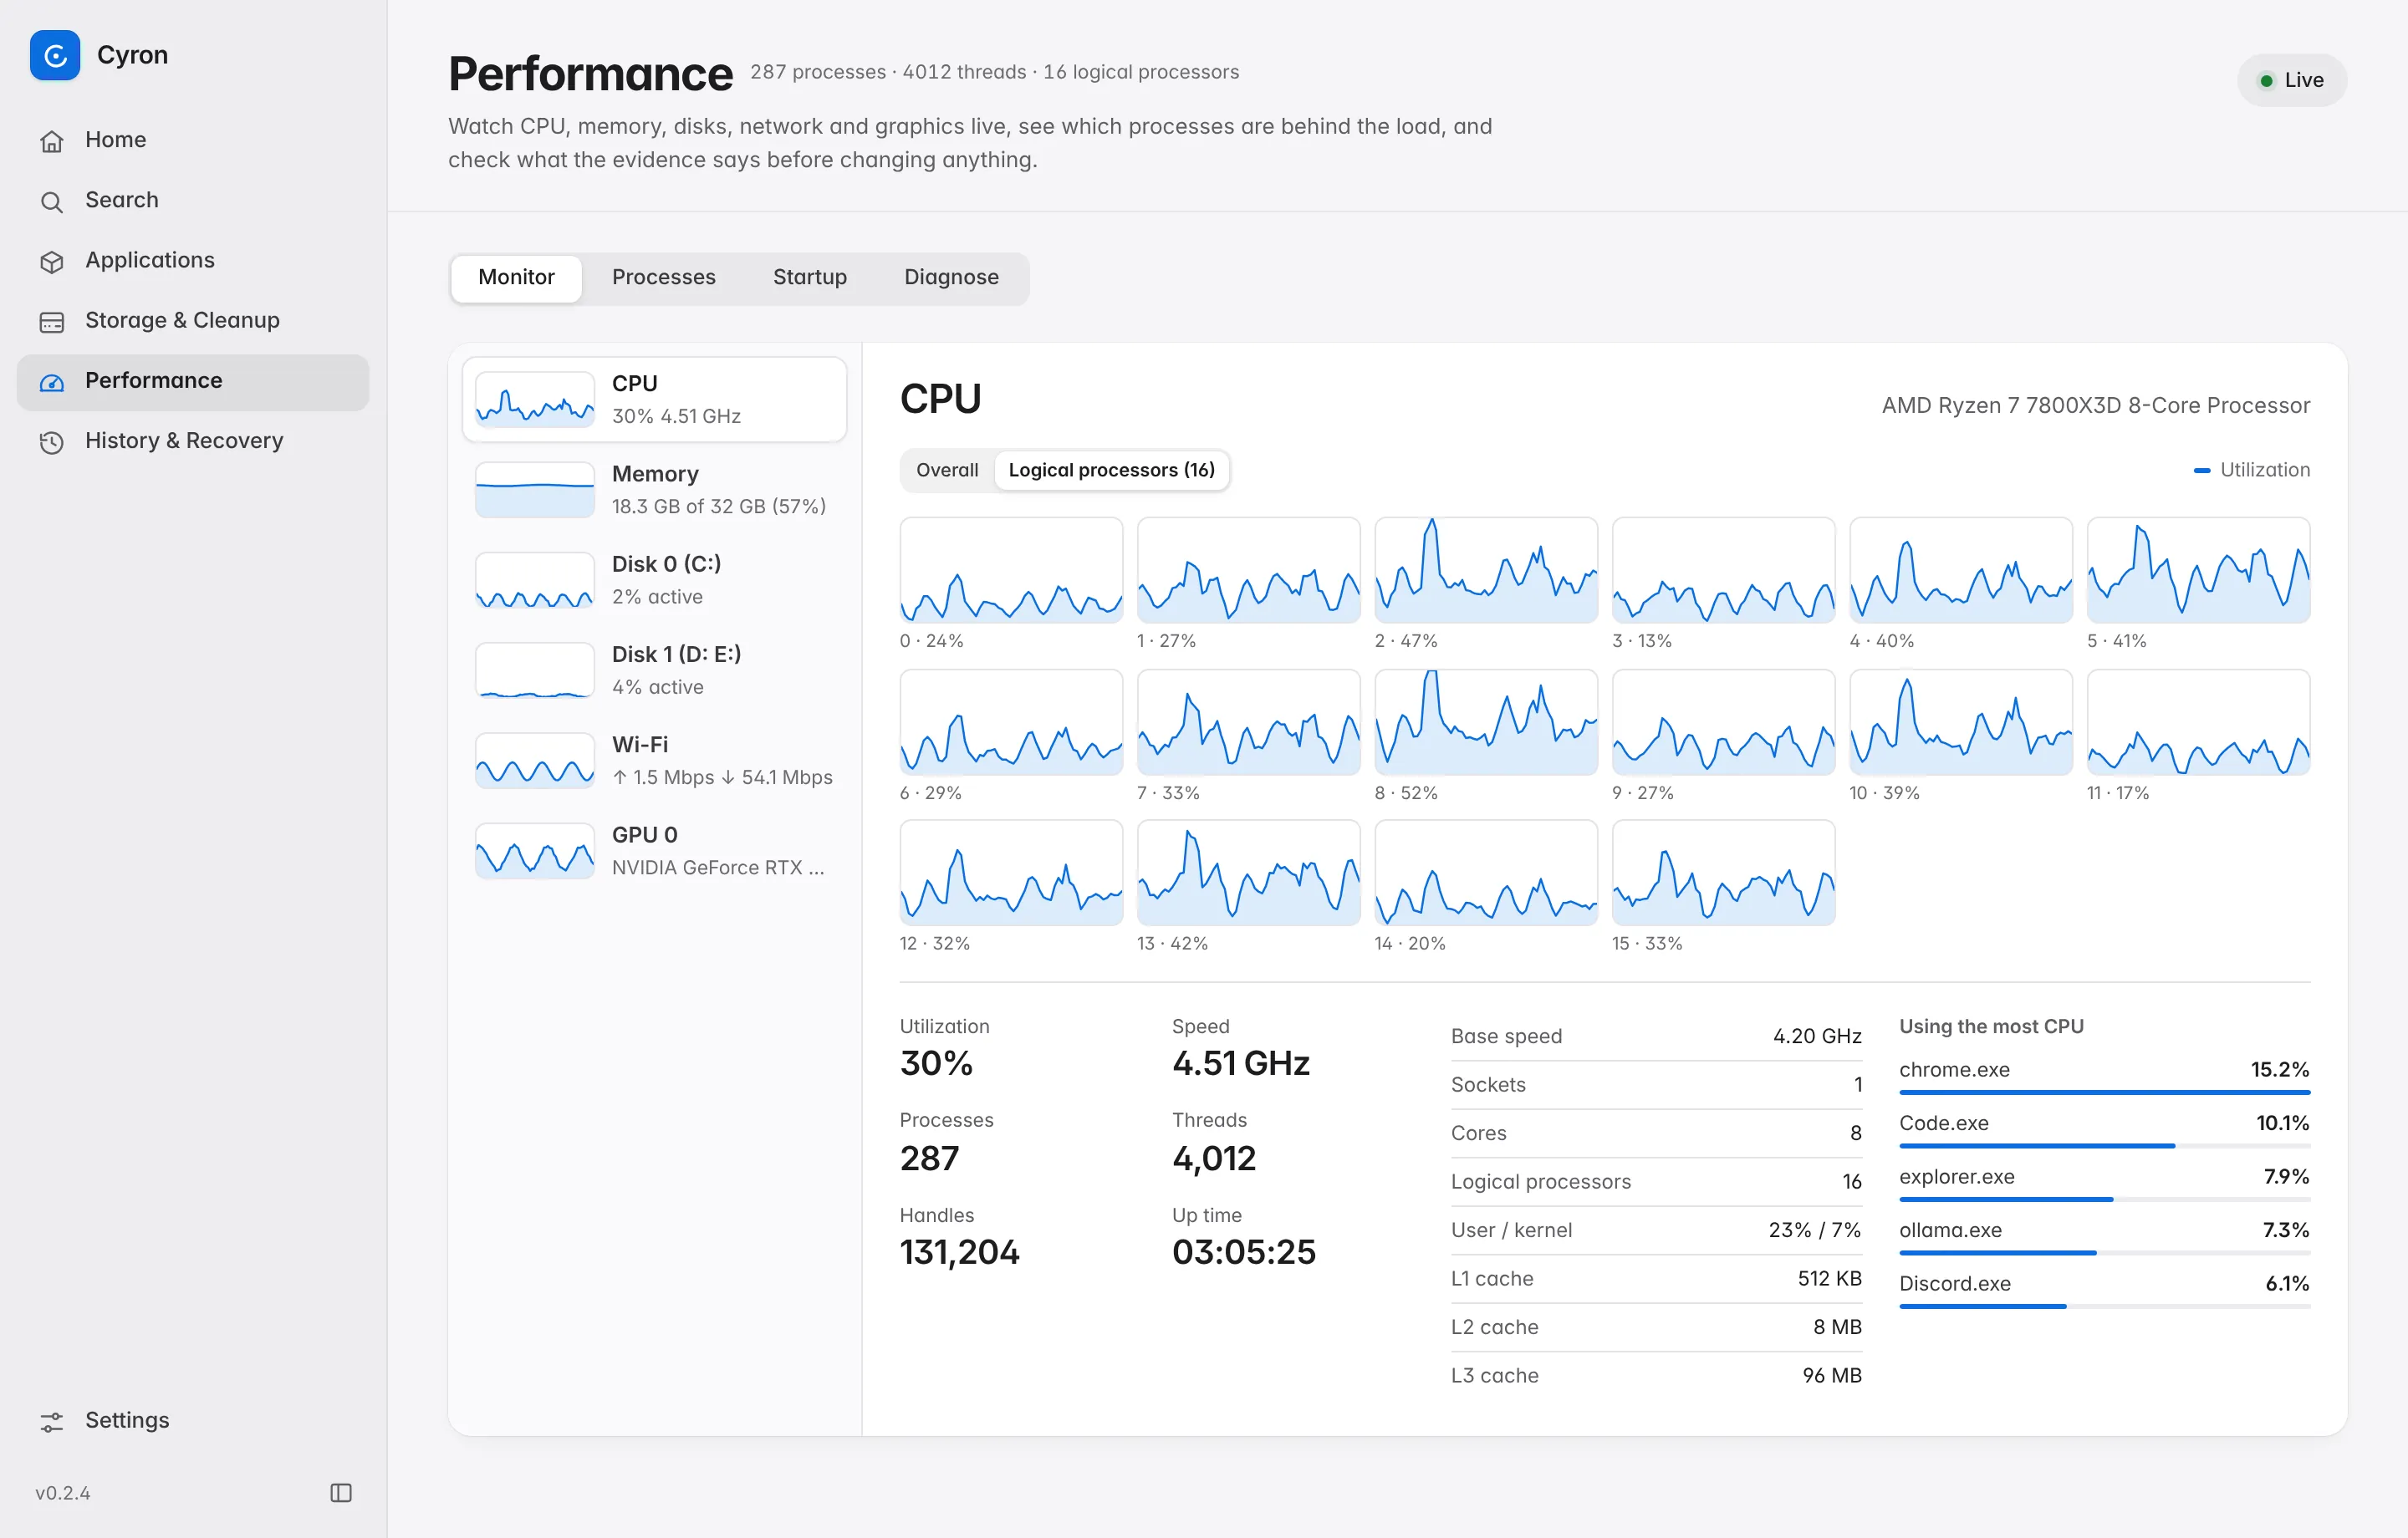 Cyron
Home
Search
Applications
Storage & Cleanup
Performance
History & Recovery
Settings
v0.2.4
Performance 287 processes · 4012 threads · 16 logical processors
Watch CPU, memory, disks, network and graphics live, see which processes are behind the load, and
check what the evidence says before changing anything.
Live
Monitor Processes Startup Diagnose
CPU
30% 4.51 GHz
Memory
18.3 GB of 32 GB (57%)
Disk 0 (C:)
2% active
Disk 1 (D: E:)
4% active
Wi-Fi
↑ 1.5 Mbps ↓ 54.1 Mbps
GPU 0
NVIDIA GeForce RTX ...
CPU
AMD Ryzen 7 7800X3D 8-Core Processor
Overall Logical processors (16)
Utilization
0 · 24% 1 · 27% 2 · 47% 3 · 13% 4 · 40% 5 · 41%
6 · 29% 7 · 33% 8 · 52% 9 · 27% 10 · 39% 11 · 17%
12 · 32% 13 · 42% 14 · 20% 15 · 33%
Utilization Speed
30% 4.51 GHz
Processes Threads
287 4,012
Handles Up time
131,204 03:05:25
Base speed 4.20 GHz
Sockets 1
Cores 8
Logical processors 16
User / kernel 23% / 7%
L1 cache 512 KB
L2 cache 8 MB
L3 cache 96 MB
Using the most CPU
chrome.exe 15.2%
Code.exe 10.1%
explorer.exe 7.9%
ollama.exe 7.3%
Discord.exe 6.1%